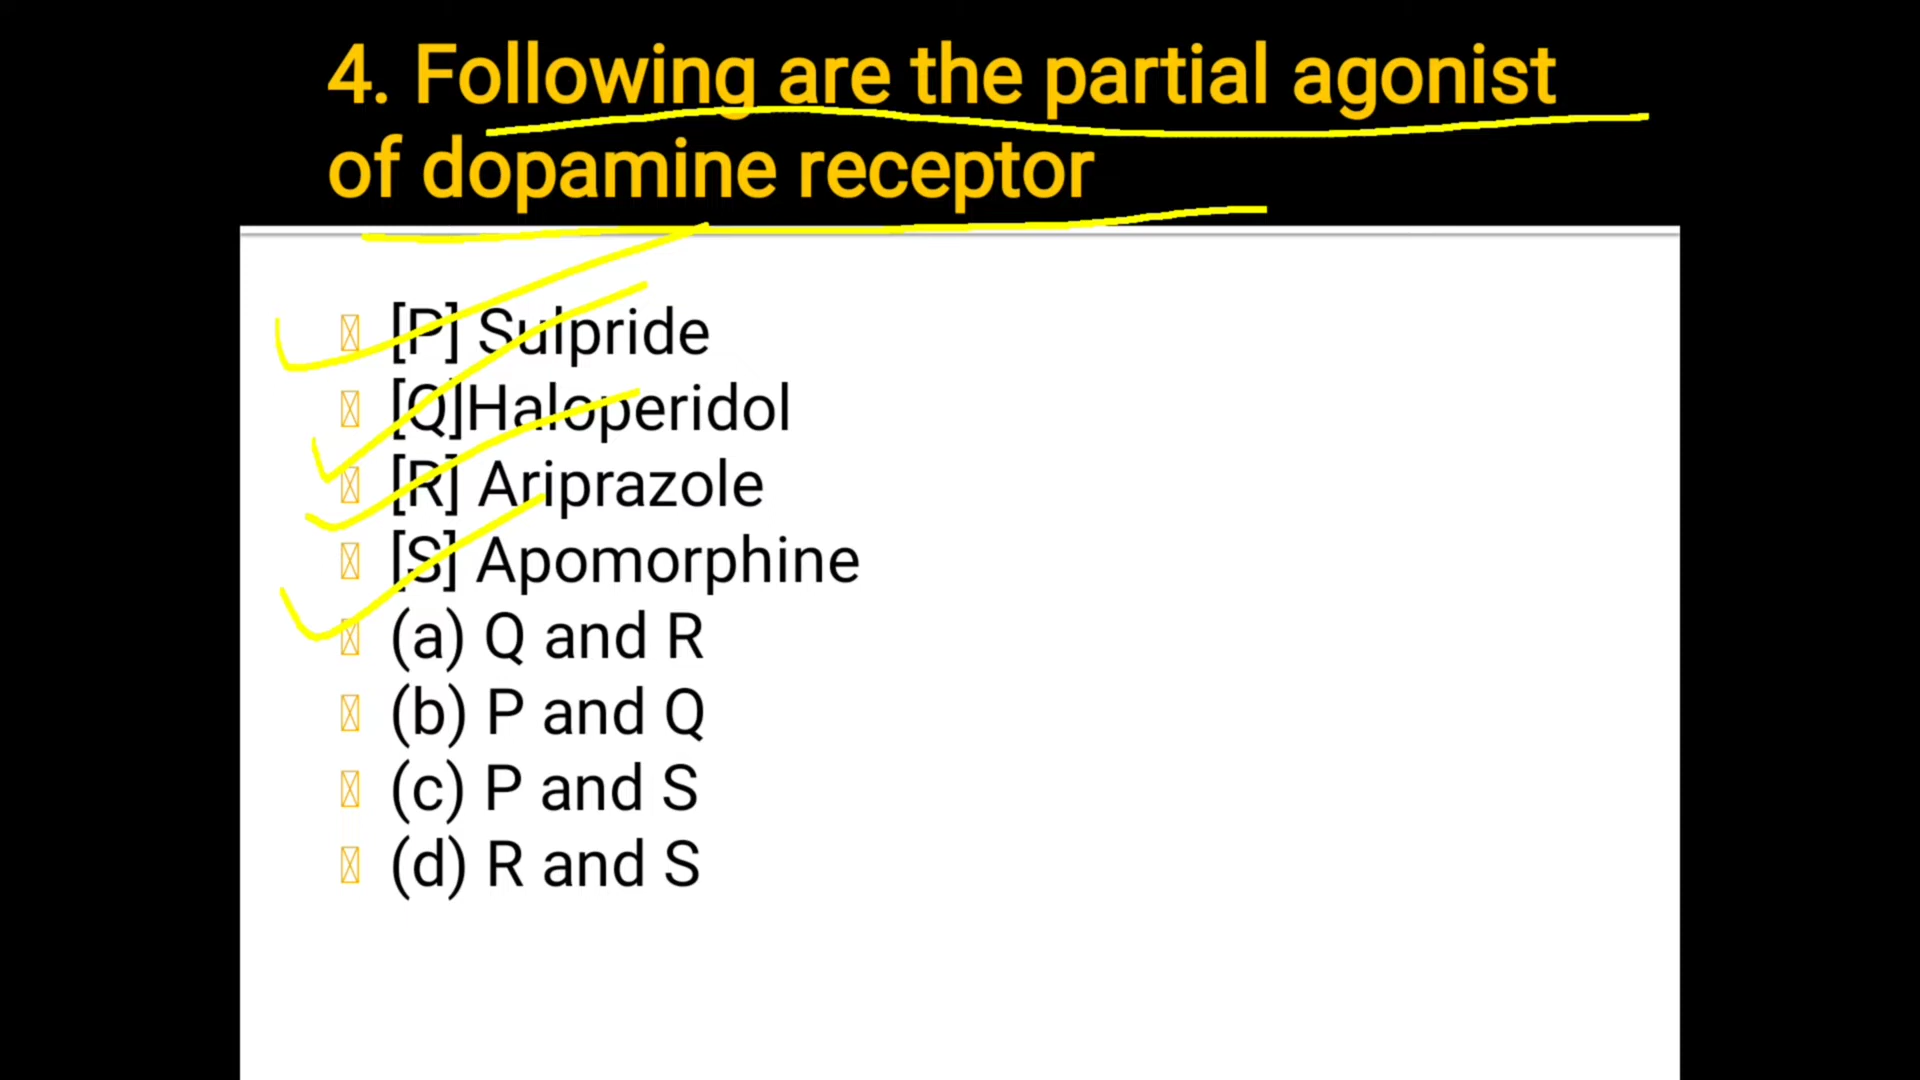 4. Following are the partial agonist
of dopamine receptor
[P] Sulpride
[Q]Haloperidol
[R] Ariprazole
[S] Apomorphine
(a) Q and R
(b) P and Q
(c) P and S
(d) R and S